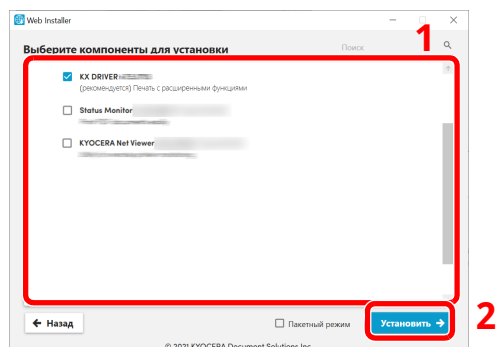 Web Installer
Выберите компоненты для установки
Поиск
1
KX DRIVER
(рекомендуется) Печать с расширенными функциями
Status Monitor
KYOCERA Net Viewer
← Назад
Пакетный режим
Установить →
2
© 2021 KYOCERA Document Solutions Inc.